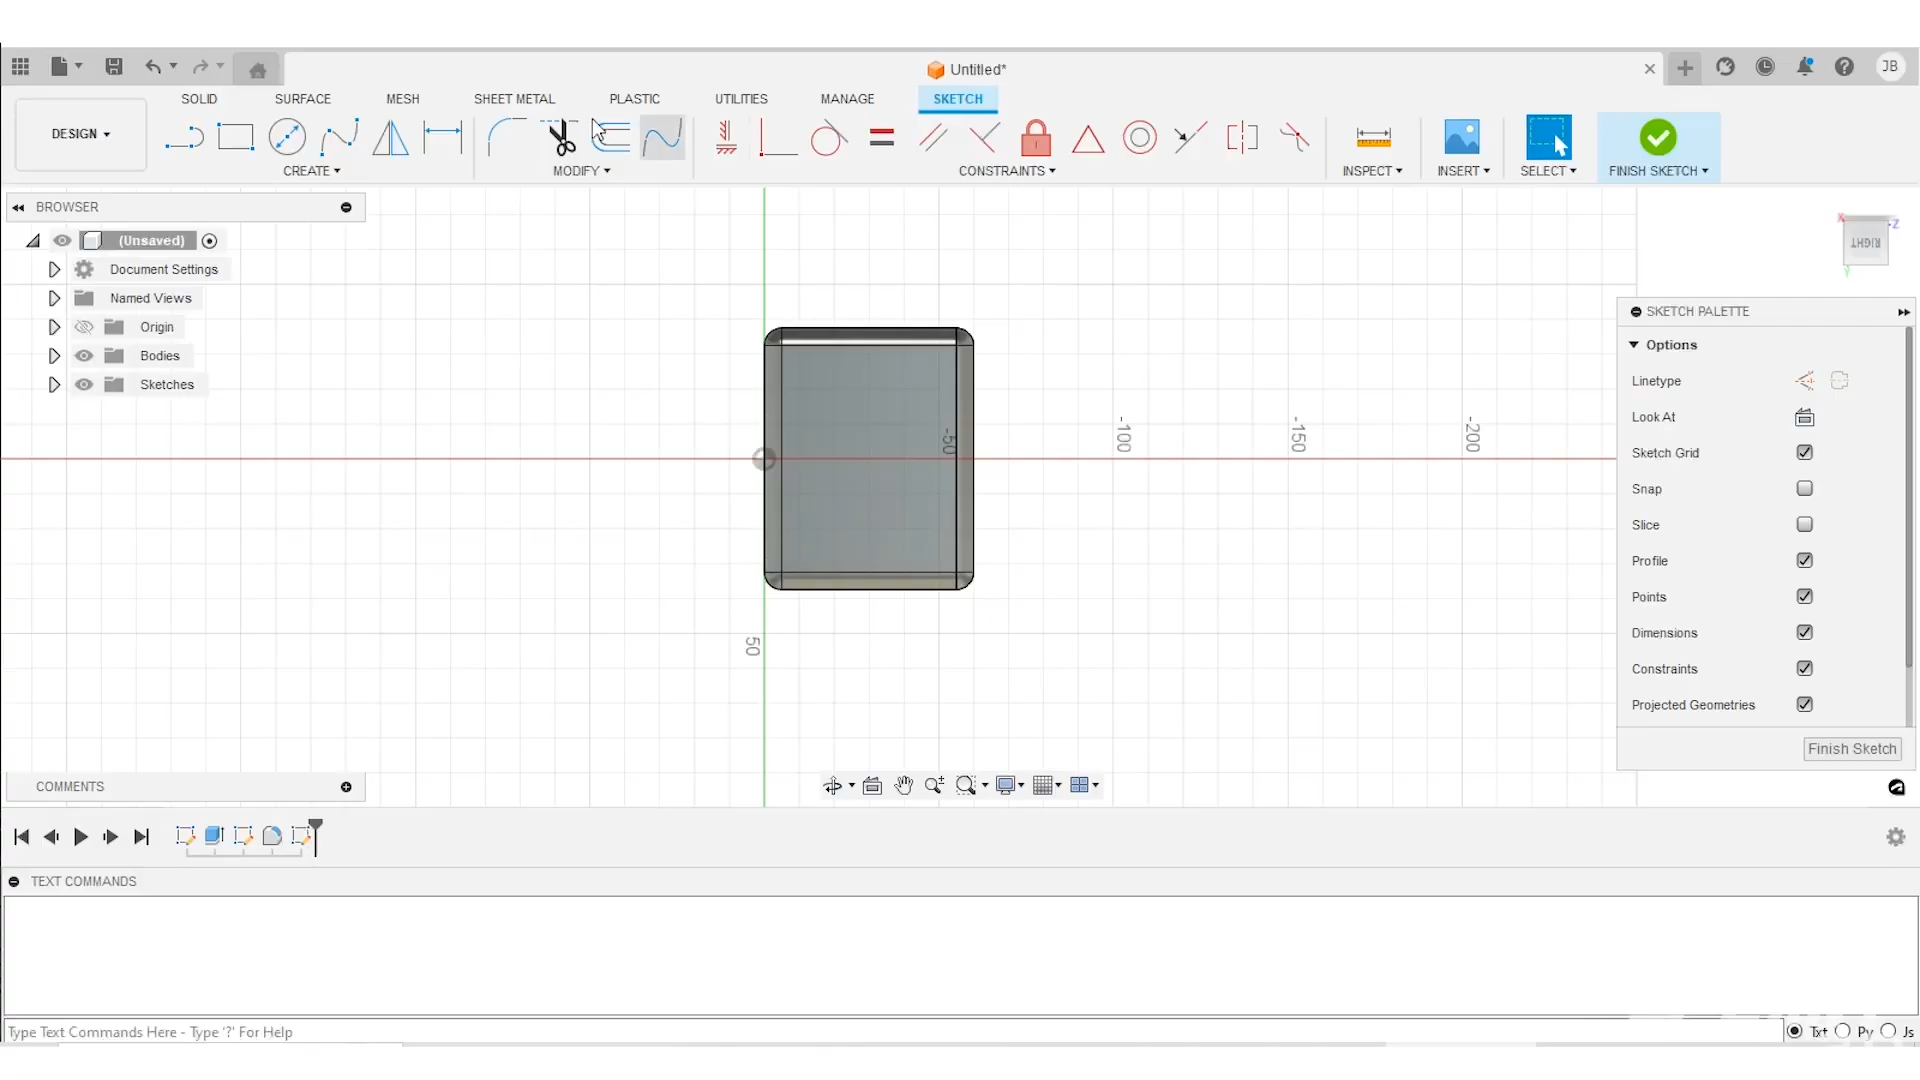 Untitled*
JB
SOLID SURFACE MESH SHEET METAL PLASTIC UTILITIES MANAGE SKETCH
DESIGN
CREATE MODIFY CONSTRAINTS INSPECT INSERT SELECT FINISH SKETCH
BROWSER
(Unsaved)
Document Settings
Named Views
Origin
Bodies
Sketches
RIGHT
X
Z
Y
-50
-100
-150
-200
50
SKETCH PALETTE
Options
Linetype
Look At
Sketch Grid
Snap
Slice
Profile
Points
Dimensions
Constraints
Projected Geometries
Finish Sketch
COMMENTS
TEXT COMMANDS
Type Text Commands Here - Type '?' For Help
Txt Py Js